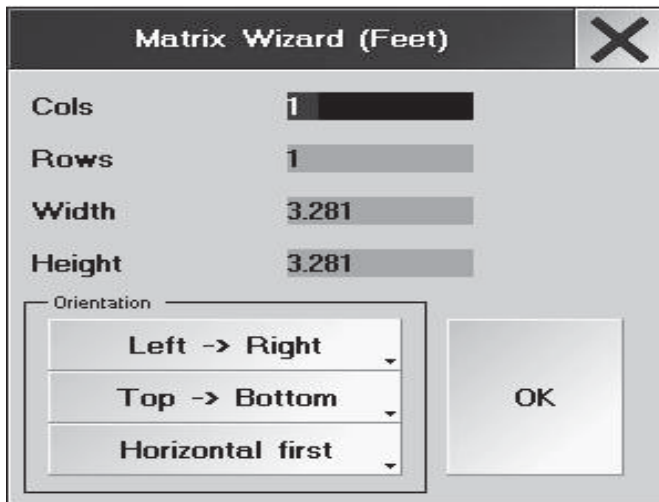 Matrix Wizard (Feet)
Cols 1
Rows 1
Width 3.281
Height 3.281
Orientation
Left -> Right
Top -> Bottom
Horizontal first
OK